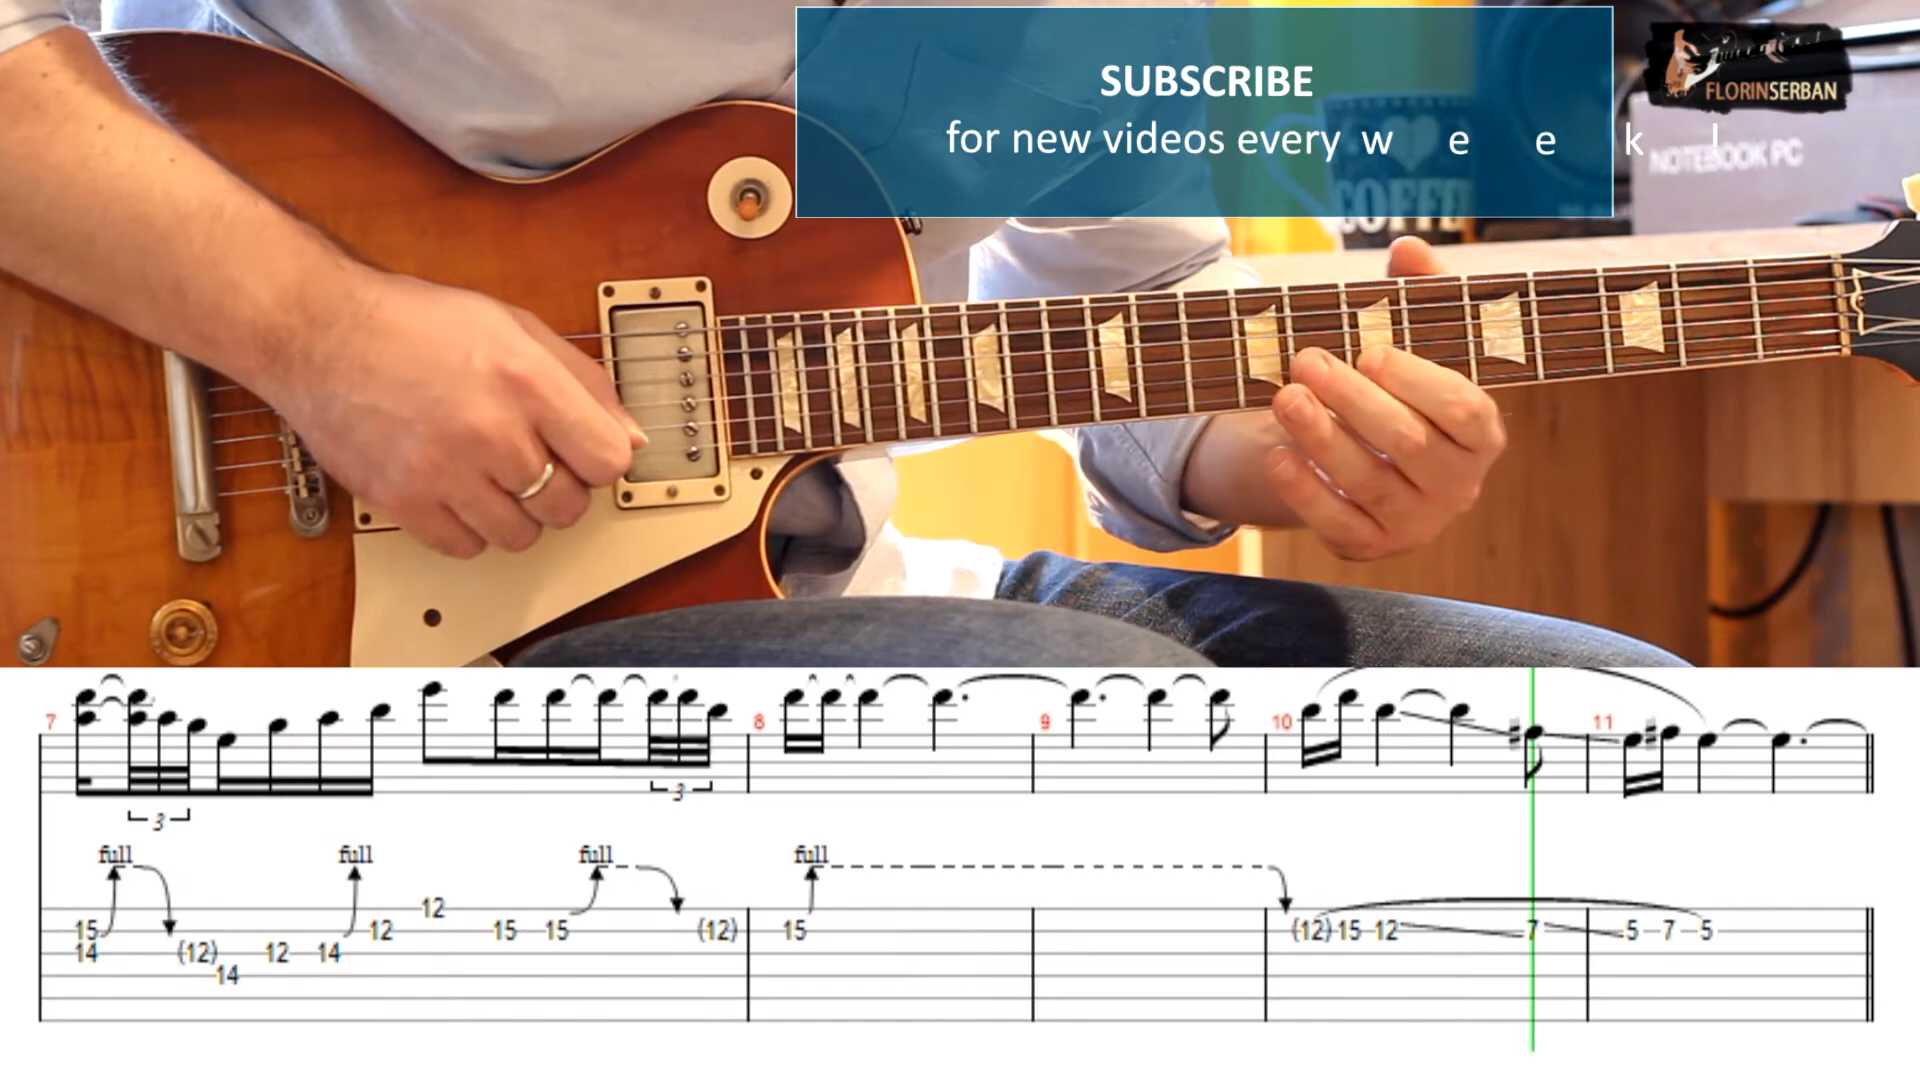 SUBSCRIBE
for new videos every w e e k !
FLORINSERBAN
NOTEBOOK PC
COFFEE
7 8 9 10 11
3 3
full full full full
12
15 12 15 15 (12) 15 (12) 15 12 7 5 7 5
14 (12) 12 14
14